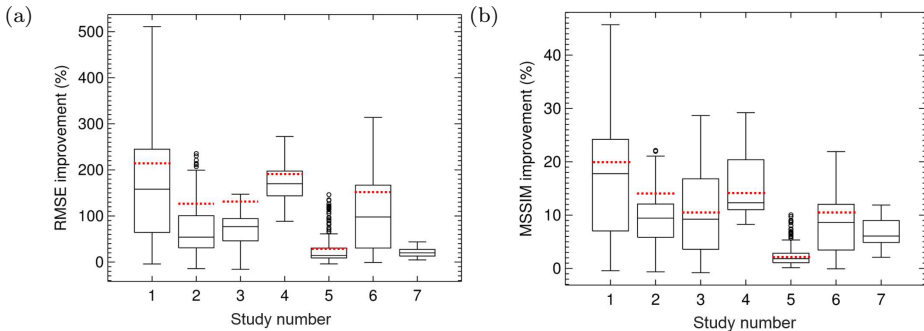 (a)
RMSE improvement (%)
500
400
300
200
100
0
1 2 3 4 5 6 7
Study number
(b)
MSSIM improvement (%)
40
30
20
10
0
1 2 3 4 5 6 7
Study number